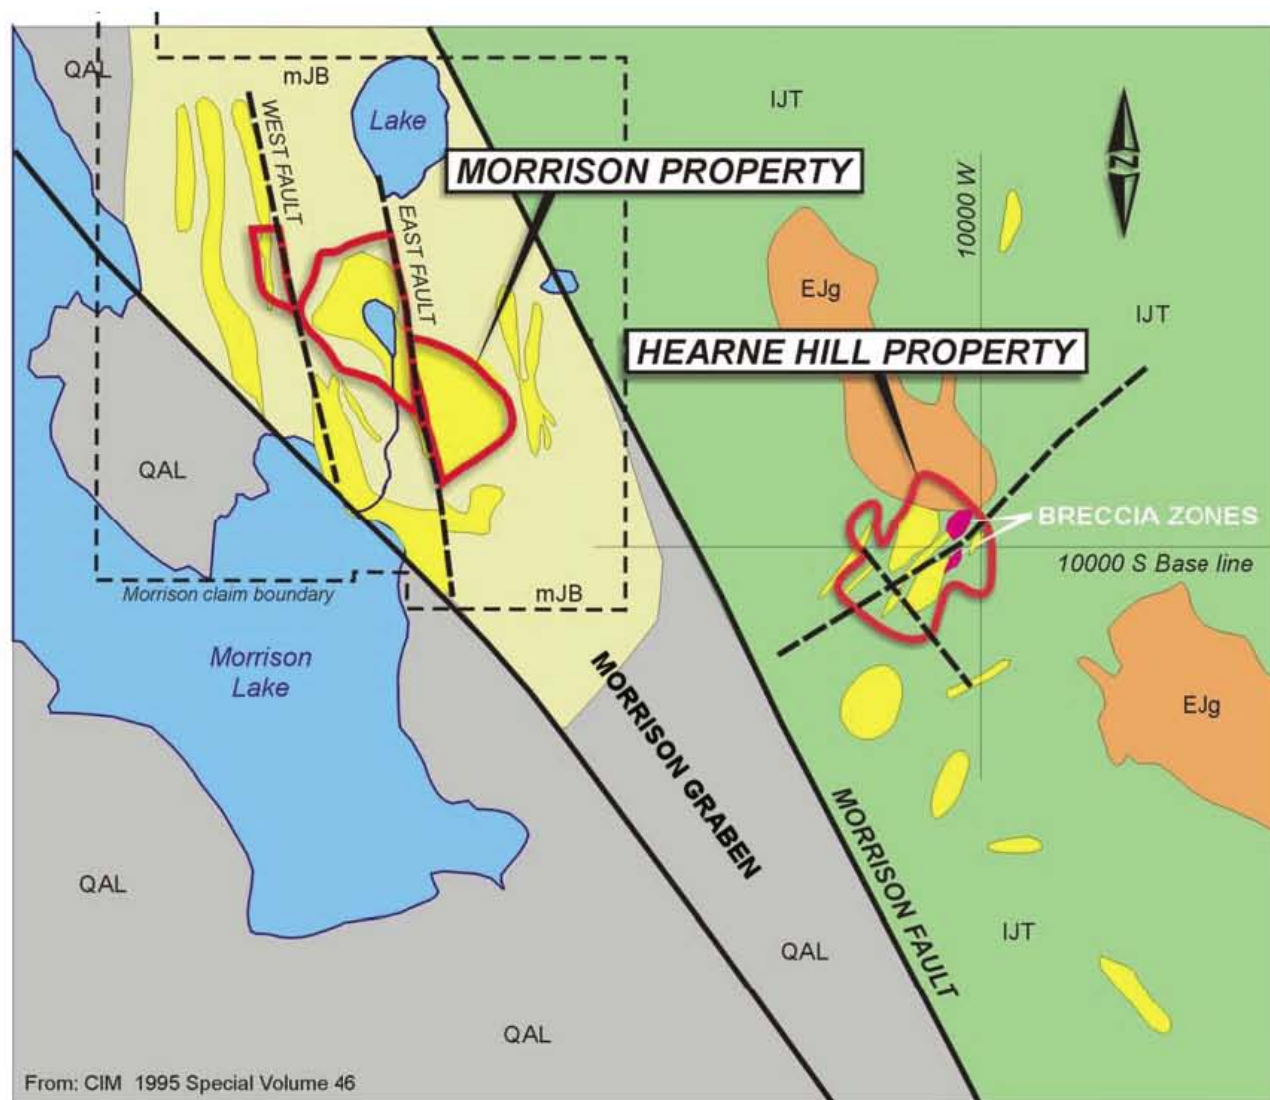 QAL
mJB
Lake
IJT
WEST FAULT
MORRISON PROPERTY
N
10000 W
EAST FAULT
EJg
IJT
HEARNE HILL PROPERTY
QAL
BRECCIA ZONES
10000 S Base line
Morrison claim boundary
mJB
Morrison
Lake
MORRISON GRABEN
EJg
MORRISON FAULT
QAL
IJT
QAL
QAL
From: CIM 1995 Special Volume 46